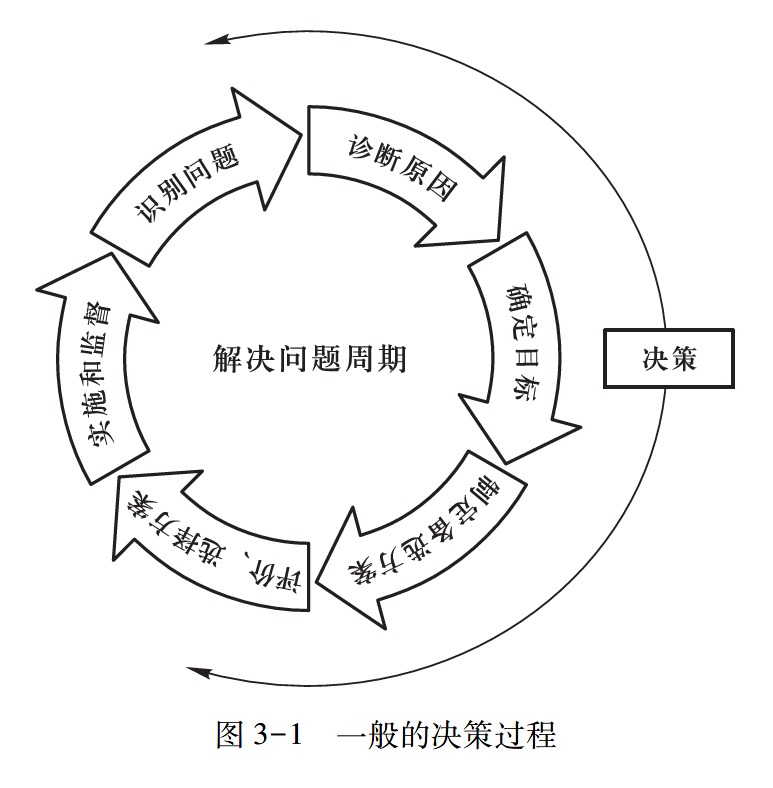 识别问题
诊断原因
确定目标
制定备选方案
评价、选择方案
实施和监督
解决问题周期
决策
图 3-1 一般的决策过程